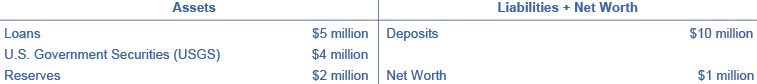 Assets Liabilities + Net Worth
Loans $5 million Deposits $10 million
U.S. Government Securities (USGS) $4 million
Reserves $2 million Net Worth $1 million